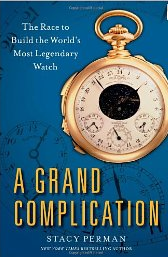 The Race to
Build the World's
Most Legendary
Watch
A GRAND
COMPLICATION
STACY PERMAN
NEW YORK TIMES BESTSELLING AUTHOR